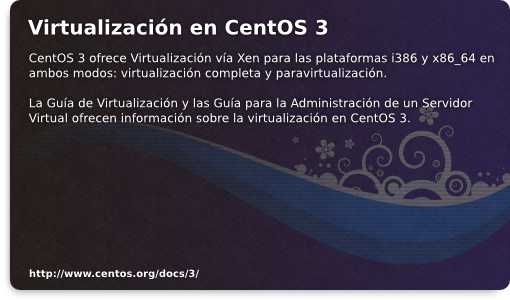 Virtualización en CentOS 3
CentOS 3 ofrece Virtualización vía Xen para las plataformas i386 y x86_64 en
ambos modos: virtualización completa y paravirtualización.
La Guía de Virtualización y las Guía para la Administración de un Servidor
Virtual ofrecen información sobre la virtualización en CentOS 3.
http://www.centos.org/docs/3/